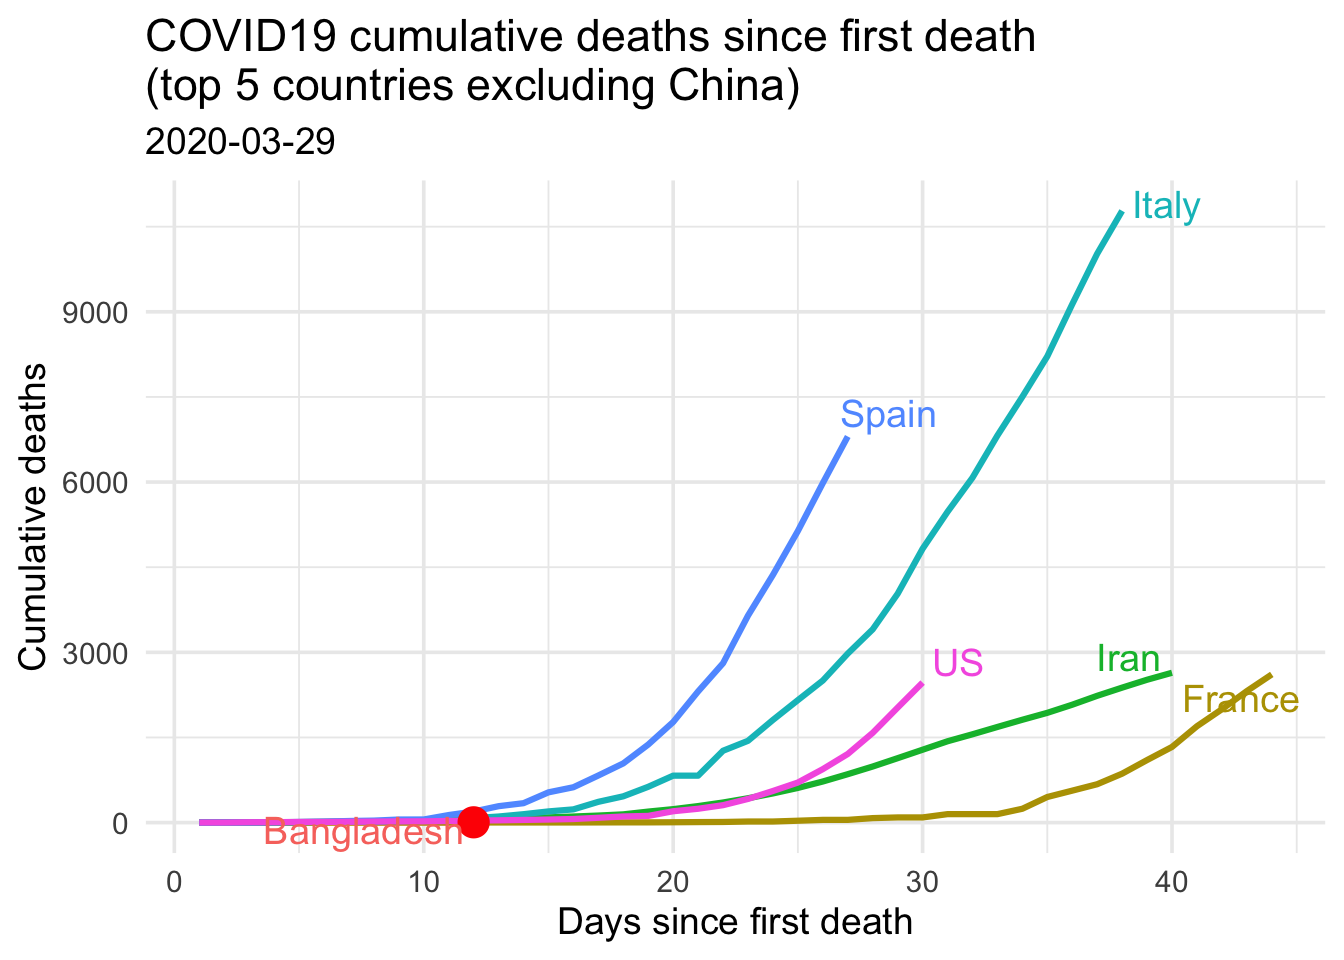 COVID19 cumulative deaths since first death
(top 5 countries excluding China)
2020-03-29
Italy
9000
Spain
6000
Cumulative deaths
3000
Iran
US
France
0
Bangladesh
0 10 20 30 40
Days since first death